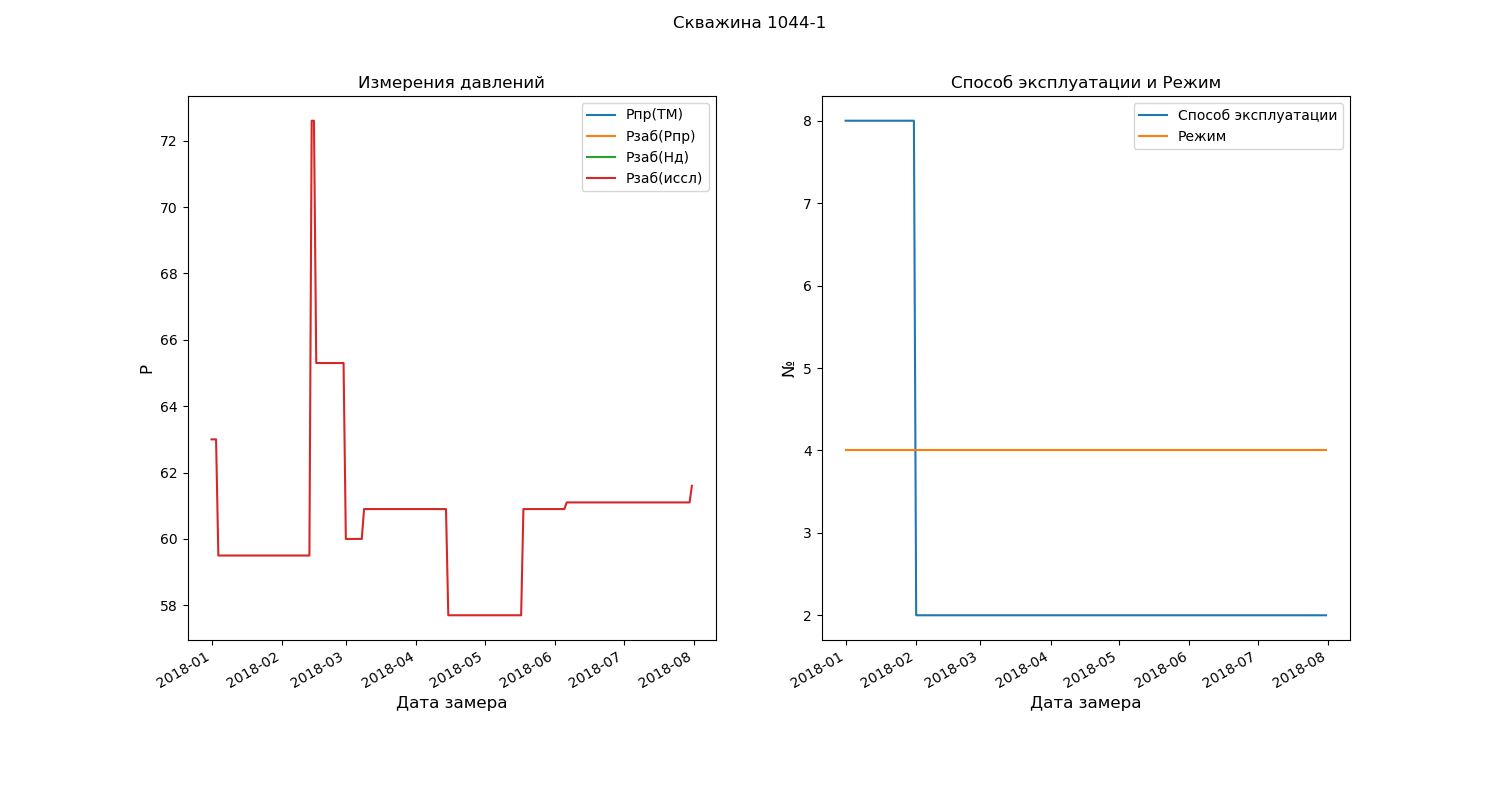 Скважина 1044-1
Измерения давлений
Рпр(ТМ)
Рзаб(Рпр)
Рзаб(Нд)
Рзаб(иссл)
72
70
68
66
64
62
60
58
Р
2018-01
2018-02
2018-03
2018-04
2018-05
2018-06
2018-07
2018-08
Дата замера
Способ эксплуатации и Режим
Способ эксплуатации
Режим
8
7
6
5
4
3
2
№
2018-01
2018-02
2018-03
2018-04
2018-05
2018-06
2018-07
2018-08
Дата замера